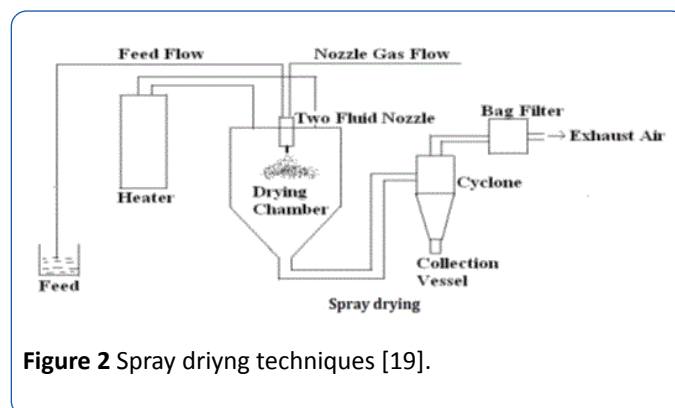 Feed Flow
Nozzle Gas Flow
Bag Filter
Two Fluid Nozzle
Exhaust Air
Drying
Chamber
Cyclone
Heater
Collection
Vessel
Feed
Spray drying
Figure 2 Spray driyng techniques [19].